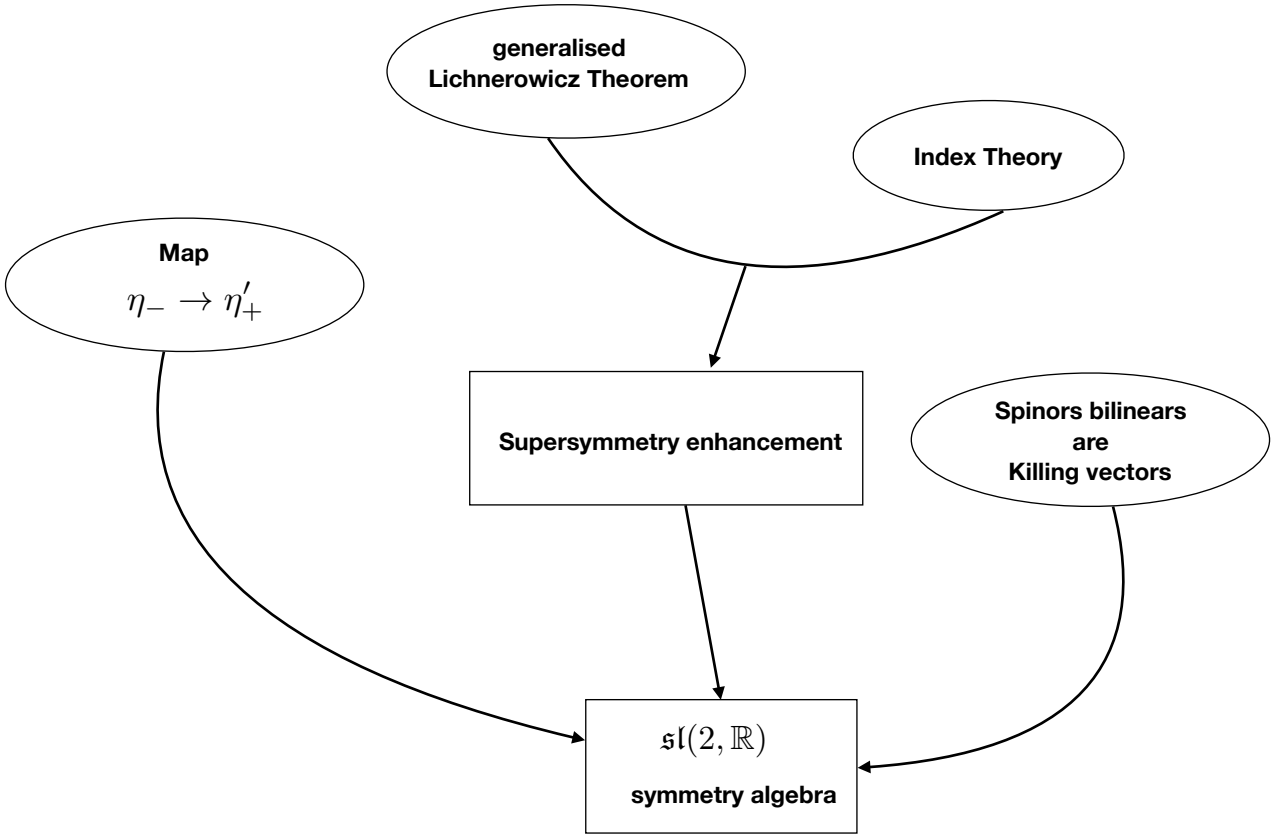 generalised
Lichnerowicz Theorem
Index Theory
Map
η₋ → η′₊
Supersymmetry enhancement
Spinors bilinears
are
Killing vectors
𝔰𝔩(2, ℝ)
symmetry algebra